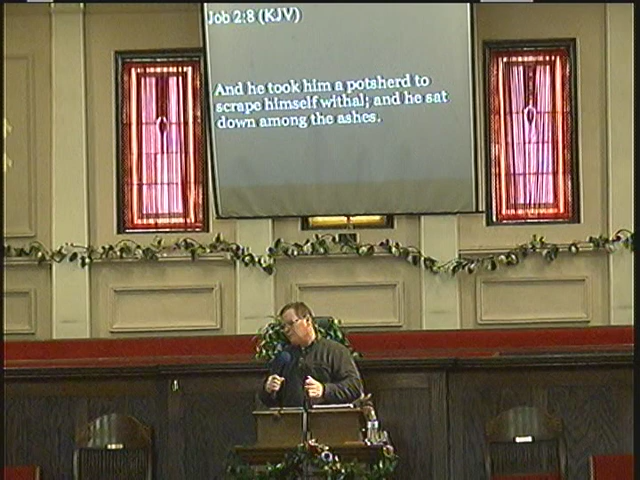 Job 2:8 (KJV)
And he took him a potsherd to
scrape himself withal; and he sat
down among the ashes.